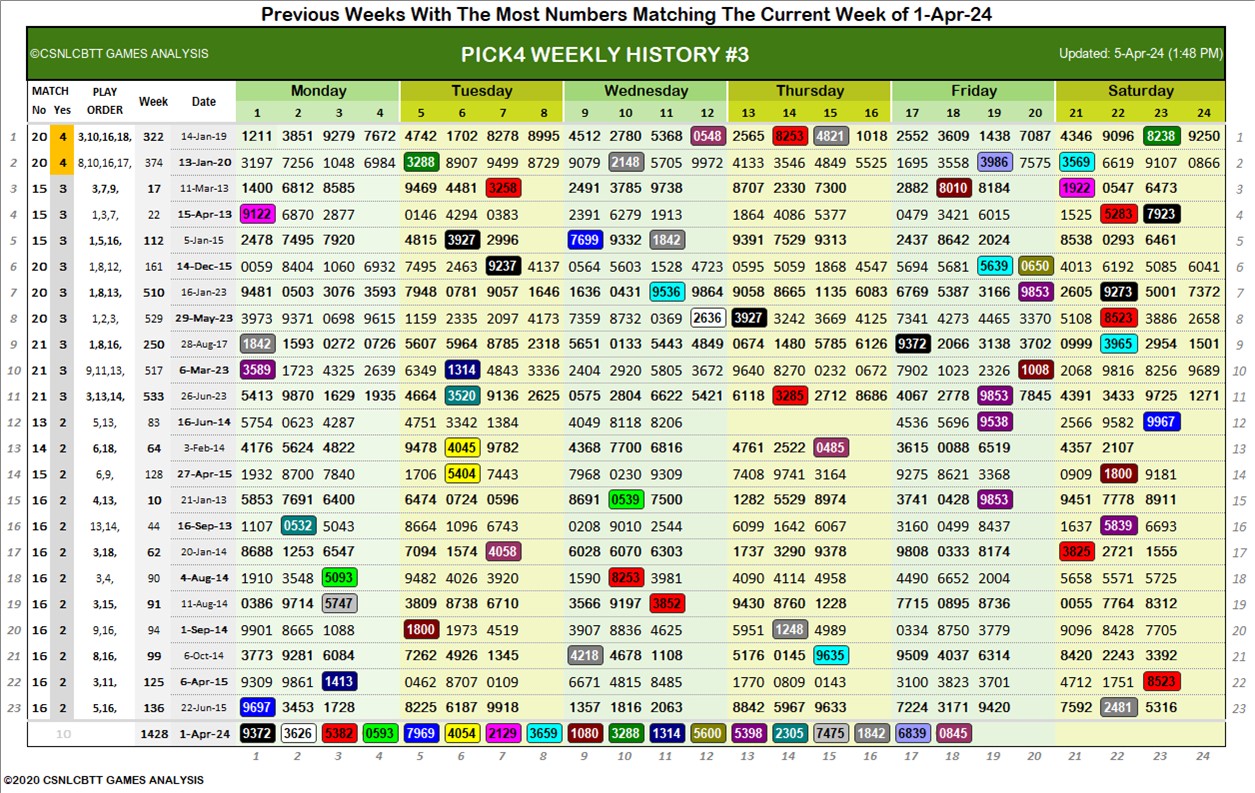 Previous Weeks With The Most Numbers Matching The Current Week of 1-Apr-24
©CSNLCBTT GAMES ANALYSIS PICK4 WEEKLY HISTORY #3 Updated: 5-Apr-24 (1:48 PM)
MATCH PLAY Week Date Monday Tuesday Wednesday Thursday Friday Saturday
No Yes ORDER 1 2 3 4 5 6 7 8 9 10 11 12 13 14 15 16 17 18 19 20 21 22 23 24
1 20 4 3,10,16,18, 322 14-Jan-19 1211 3851 9279 7672 4742 1702 8278 8995 4512 2780 5368 0548 2565 8253 4821 1018 2552 3609 1438 7087 4346 9096 8238 9250 1
2 20 4 8,10,16,17, 374 13-Jan-20 3197 7256 1048 6984 3288 8907 9499 8729 9079 2148 5705 9972 4133 3546 4849 5525 1695 3558 3986 7575 3569 6619 9107 0866 2
3 15 3 3,7,9, 17 11-Mar-13 1400 6812 8585 9469 4481 3258 2491 3785 9738 8707 2330 7300 2882 8010 8184 1922 0547 6473 3
4 15 3 1,3,7, 22 15-Apr-13 9122 6870 2877 0146 4294 0383 2391 6279 1913 1864 4086 5377 0479 3421 6015 1525 5283 7923 4
5 15 3 1,5,16, 112 5-Jan-15 2478 7495 7920 4815 3927 2996 7699 9332 1842 9391 7529 9313 2437 8642 2024 8538 0293 6461 5
6 20 3 1,8,12, 161 14-Dec-15 0059 8404 1060 6932 7495 2463 9237 4137 0564 5603 1528 4723 0595 5059 1868 4547 5694 5681 5639 0650 4013 6192 5085 6041 6
7 20 3 1,8,13, 510 16-Jan-23 9481 0507 0276 3593 7948 0781 9057 1646 1636 0431 9536 9864 9058 8665 1135 6083 6769 5387 3166 9853 2605 9273 5001 7372 7
8 20 3 1,2,3, 529 29-May-23 3973 9371 0698 9615 1159 2335 2097 4173 7359 8732 0369 2636 3927 3242 3669 4125 7341 4273 4465 3370 5108 8523 3886 2658 8
9 21 3 1,8,16, 250 28-Aug-17 1842 1593 0272 0726 5607 5964 8785 2318 5651 0133 5443 4849 0674 1480 5785 6126 9372 2066 3138 3702 0999 3965 2954 1501 9
10 21 3 9,11,13, 517 6-Mar-23 3589 1723 4325 2639 6349 1314 4843 3336 2404 2920 5805 3672 9640 8270 0232 0672 7902 1023 2326 1008 2068 9816 8256 9689 10
11 21 3 3,13,14, 533 26-Jun-23 5413 9870 1629 1935 4664 3520 9136 2625 0575 2804 6622 5421 6118 3285 2712 8686 4067 2778 9853 7845 4391 3433 9725 1271 11
12 13 2 5,13, 83 16-Jun-14 5754 0623 4287 4751 3342 1384 4049 8118 8206 4536 5696 9538 2566 9582 9967 12
13 14 2 6,18, 64 3-Feb-14 4176 5624 4822 9478 4045 9782 4368 7700 6816 4761 2522 0485 3615 0088 6519 4357 2107 13
14 15 2 6,9, 128 27-Apr-15 1932 8700 7840 1706 5404 7443 7968 0230 9309 7408 9741 3164 9275 8621 3368 0909 1800 9181 14
15 16 2 4,13, 10 21-Jan-13 5853 7691 6400 6474 0724 0596 8691 0539 7500 1282 5529 8974 3741 0428 9853 9451 7778 8911 15
16 16 2 13,14, 44 16-Sep-13 1107 0532 5043 8664 1096 6743 0208 9010 2544 6099 1642 6067 3160 0499 8437 1637 5839 6693 16
17 16 2 3,18, 62 20-Jan-14 8688 1253 6547 7094 1574 4058 6028 6070 6303 1737 3290 9378 9808 0333 8174 3825 2721 1555 17
18 16 2 3,4, 90 4-Aug-14 1910 3548 5093 9482 4026 3920 1590 8253 3981 4090 4114 4958 4490 6652 2004 5658 5571 5725 18
19 16 2 3,15, 91 11-Aug-14 0386 9714 5747 3809 8738 6710 3566 9197 3852 9430 8760 1228 7715 0895 8736 0055 7764 8312 19
20 16 2 9,16, 94 1-Sep-14 9901 8665 1088 1800 1973 4519 3907 8836 4625 5951 1248 4989 0334 8750 3779 9096 8428 7705 20
21 16 2 8,16, 99 6-Oct-14 3773 9281 6084 7262 4926 1345 4218 4678 1108 5176 0145 9635 9509 4037 6314 8420 2243 3392 21
22 16 2 3,11, 125 6-Apr-15 9309 9861 1413 0462 8707 0109 6671 4815 8485 1770 0809 0143 3100 3823 3701 4712 1751 8523 22
23 16 2 5,16, 136 22-Jun-15 9697 3453 1728 8225 6187 9918 1357 1816 2063 8842 5967 9633 7224 3171 9420 7592 2481 5316 23
10 1428 1-Apr-24 9372 3626 5382 0593 7969 4054 2129 3659 1080 3288 1314 5600 5398 2305 7475 1842 6839 0845
1 2 3 4 5 6 7 8 9 10 11 12 13 14 15 16 17 18 19 20 21 22 23 24
©2020 CSNLCBTT GAMES ANALYSIS